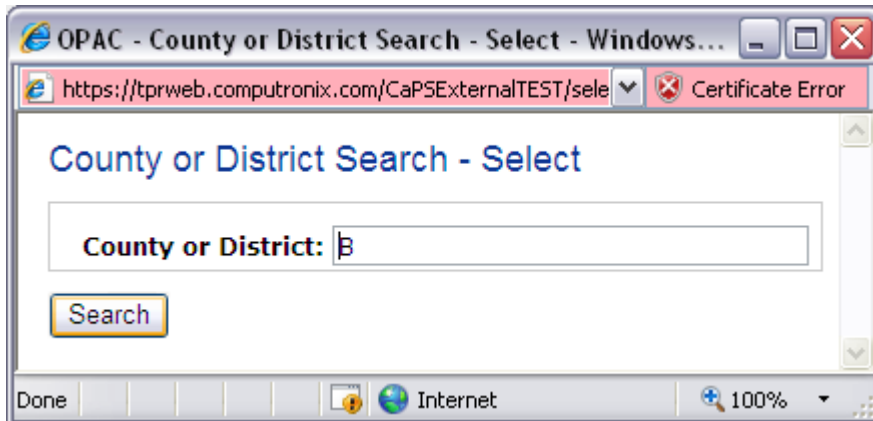 OPAC - County or District Search - Select - Windows...
https://tprweb.computronix.com/CaPSExternalTEST/sele Certificate Error
County or District Search - Select
County or District: B
Search
Done Internet 100%